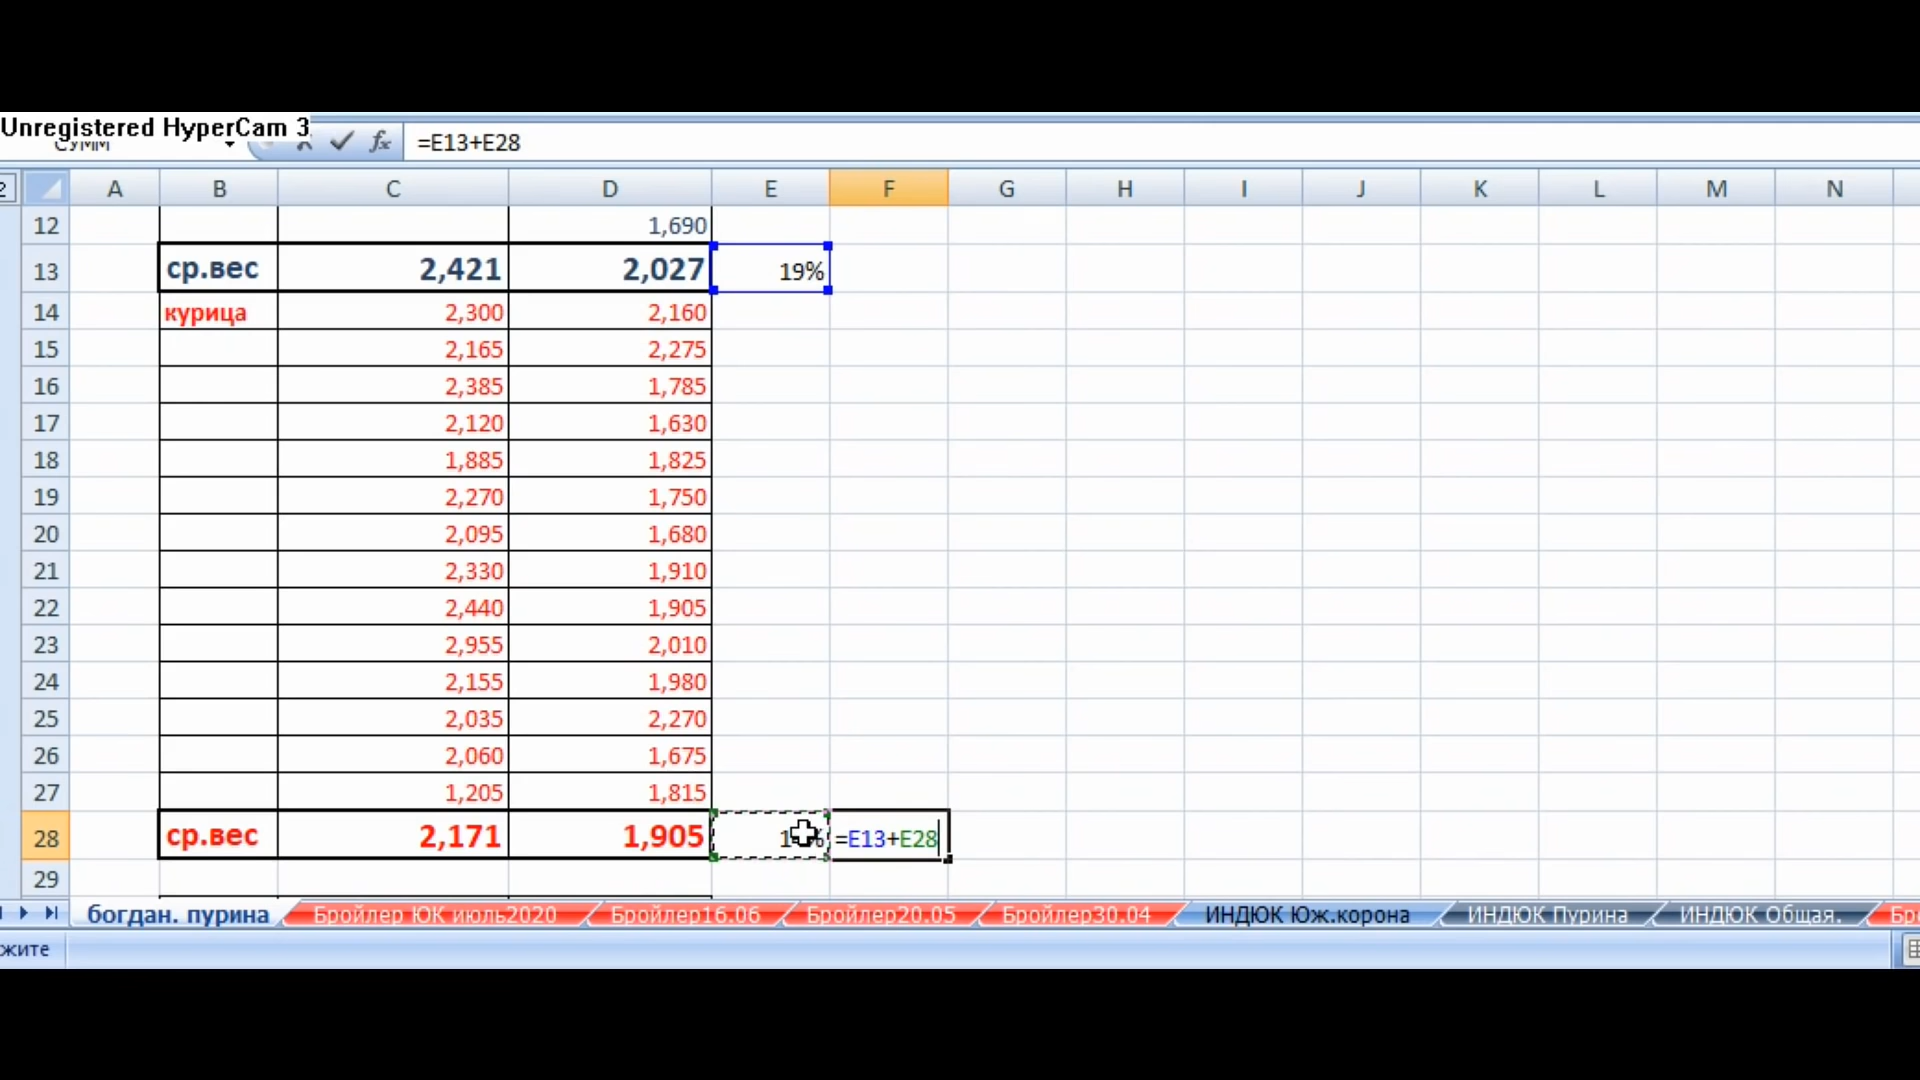 Unregistered HyperCam 3
=E13+E28
A B C D E F G H I J K L M N
12 1,690
13 ср.вес 2,421 2,027 19%
14 курица 2,300 2,160
15 2,165 2,275
16 2,385 1,785
17 2,120 1,630
18 1,885 1,825
19 2,270 1,750
20 2,095 1,680
21 2,330 1,910
22 2,440 1,905
23 2,955 2,010
24 2,155 1,980
25 2,035 2,270
26 2,060 1,675
27 1,205 1,815
28 ср.вес 2,171 1,905 =E13+E28
29
богдан. пурина Бройлер ЮК июль2020 Бройлер16.06 Бройлер20.05 Бройлер30.04 ИНДЮК Юж.корона ИНДЮК Пурина ИНДЮК Общая.
жите